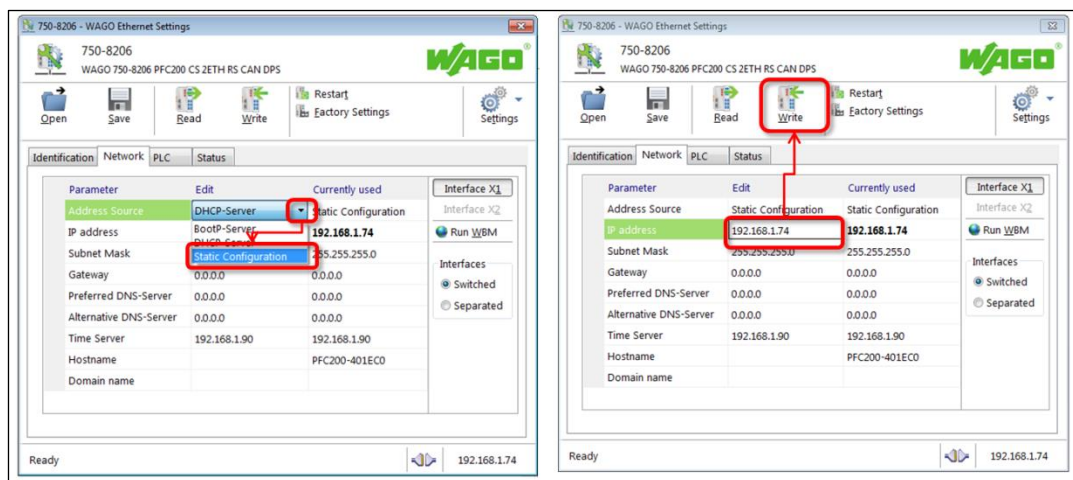 750-8206 - WAGO Ethernet Settings
750-8206
WAGO 750-8206 PFC200 CS 2ETH RS CAN DPS
WAGO®
Open Save Read Write Restart Factory Settings Settings
Identification Network PLC Status
Parameter Edit Currently used Interface X1
Address Source DHCP-Server Static Configuration Interface X2
IP address BootP-Server 192.168.1.74 Run WBM
DHCP-Server
Subnet Mask Static Configuration 255.255.255.0
Interfaces
Gateway 0.0.0.0 0.0.0.0
Switched
Preferred DNS-Server 0.0.0.0 0.0.0.0
Separated
Alternative DNS-Server 0.0.0.0 0.0.0.0
Time Server 192.168.1.90 192.168.1.90
Hostname PFC200-401EC0
Domain name
Ready 192.168.1.74
750-8206 - WAGO Ethernet Settings
750-8206
WAGO 750-8206 PFC200 CS 2ETH RS CAN DPS
WAGO®
Open Save Read Write Restart Factory Settings Settings
Identification Network PLC Status
Parameter Edit Currently used Interface X1
Address Source Static Configuration Static Configuration Interface X2
IP address 192.168.1.74 192.168.1.74 Run WBM
Subnet Mask 255.255.255.0 255.255.255.0
Interfaces
Gateway 0.0.0.0 0.0.0.0
Switched
Preferred DNS-Server 0.0.0.0 0.0.0.0
Separated
Alternative DNS-Server 0.0.0.0 0.0.0.0
Time Server 192.168.1.90 192.168.1.90
Hostname PFC200-401EC0
Domain name
Ready 192.168.1.74